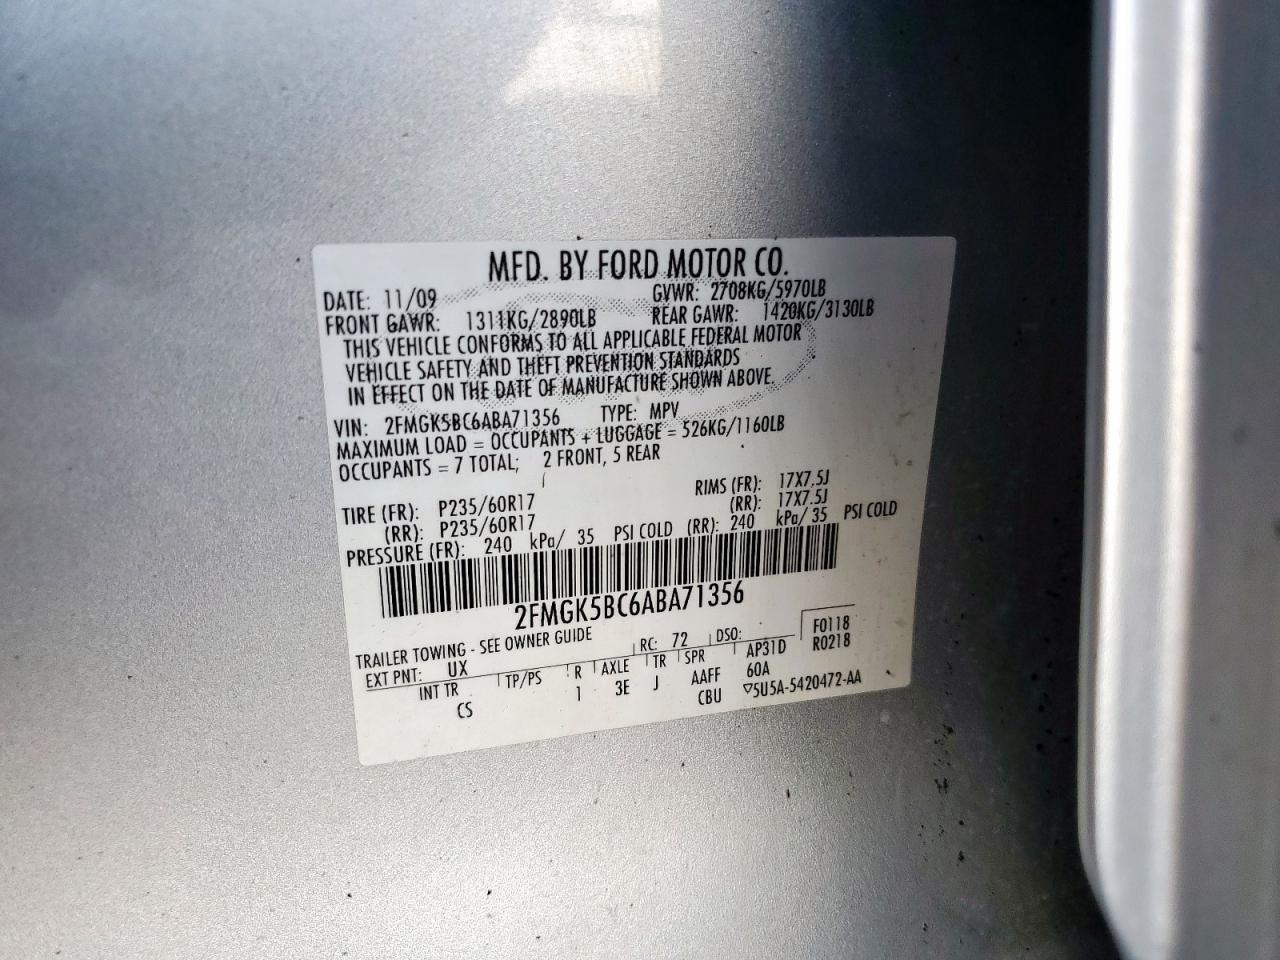 MFD. BY FORD MOTOR CO.
DATE: 11/09 GVWR: 2708KG/5970LB
FRONT GAWR: 1311KG/2890LB REAR GAWR: 1420KG/3130LB
THIS VEHICLE CONFORMS TO ALL APPLICABLE FEDERAL MOTOR
VEHICLE SAFETY AND THEFT PREVENTION STANDARDS
IN EFFECT ON THE DATE OF MANUFACTURE SHOWN ABOVE.
VIN: 2FMGK5BC6ABA71356 TYPE: MPV
MAXIMUM LOAD = OCCUPANTS + LUGGAGE = 526KG/1160LB
OCCUPANTS = 7 TOTAL; 2 FRONT, 5 REAR
TIRE (FR): P235/60R17 RIMS (FR): 17X7.5J
(RR): P235/60R17 (RR): 17X7.5J
PRESSURE (FR): 240 kPa/ 35 PSI COLD (RR): 240 kPa/ 35 PSI COLD
2FMGK5BC6ABA71356
TRAILER TOWING - SEE OWNER GUIDE
EXT PNT: UX RC: 72 DSO: F0118
INT TR TP/PS R AXLE TR SPR AP31D R0218
CS 1 3E J AAFF 60A
CBU ▽5U5A-5420472-AA